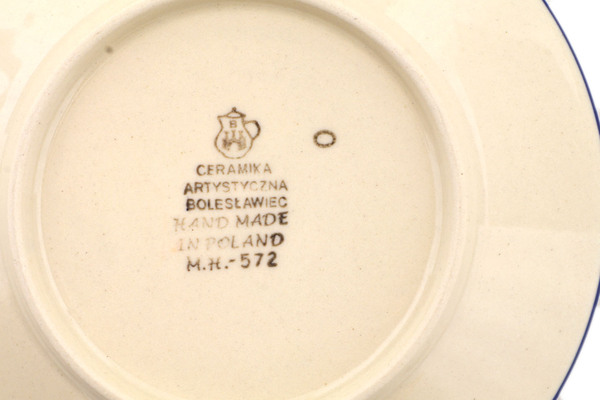 B
CERAMIKA
ARTYSTYCZNA
BOLESŁAWIEC
HAND MADE
IN POLAND
M.H.-572